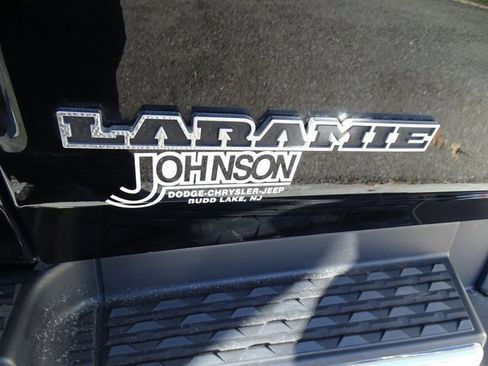 LARAMIE
JOHNSON
DODGE-CHRYSLER-JEEP
BUDD LAKE, NJ